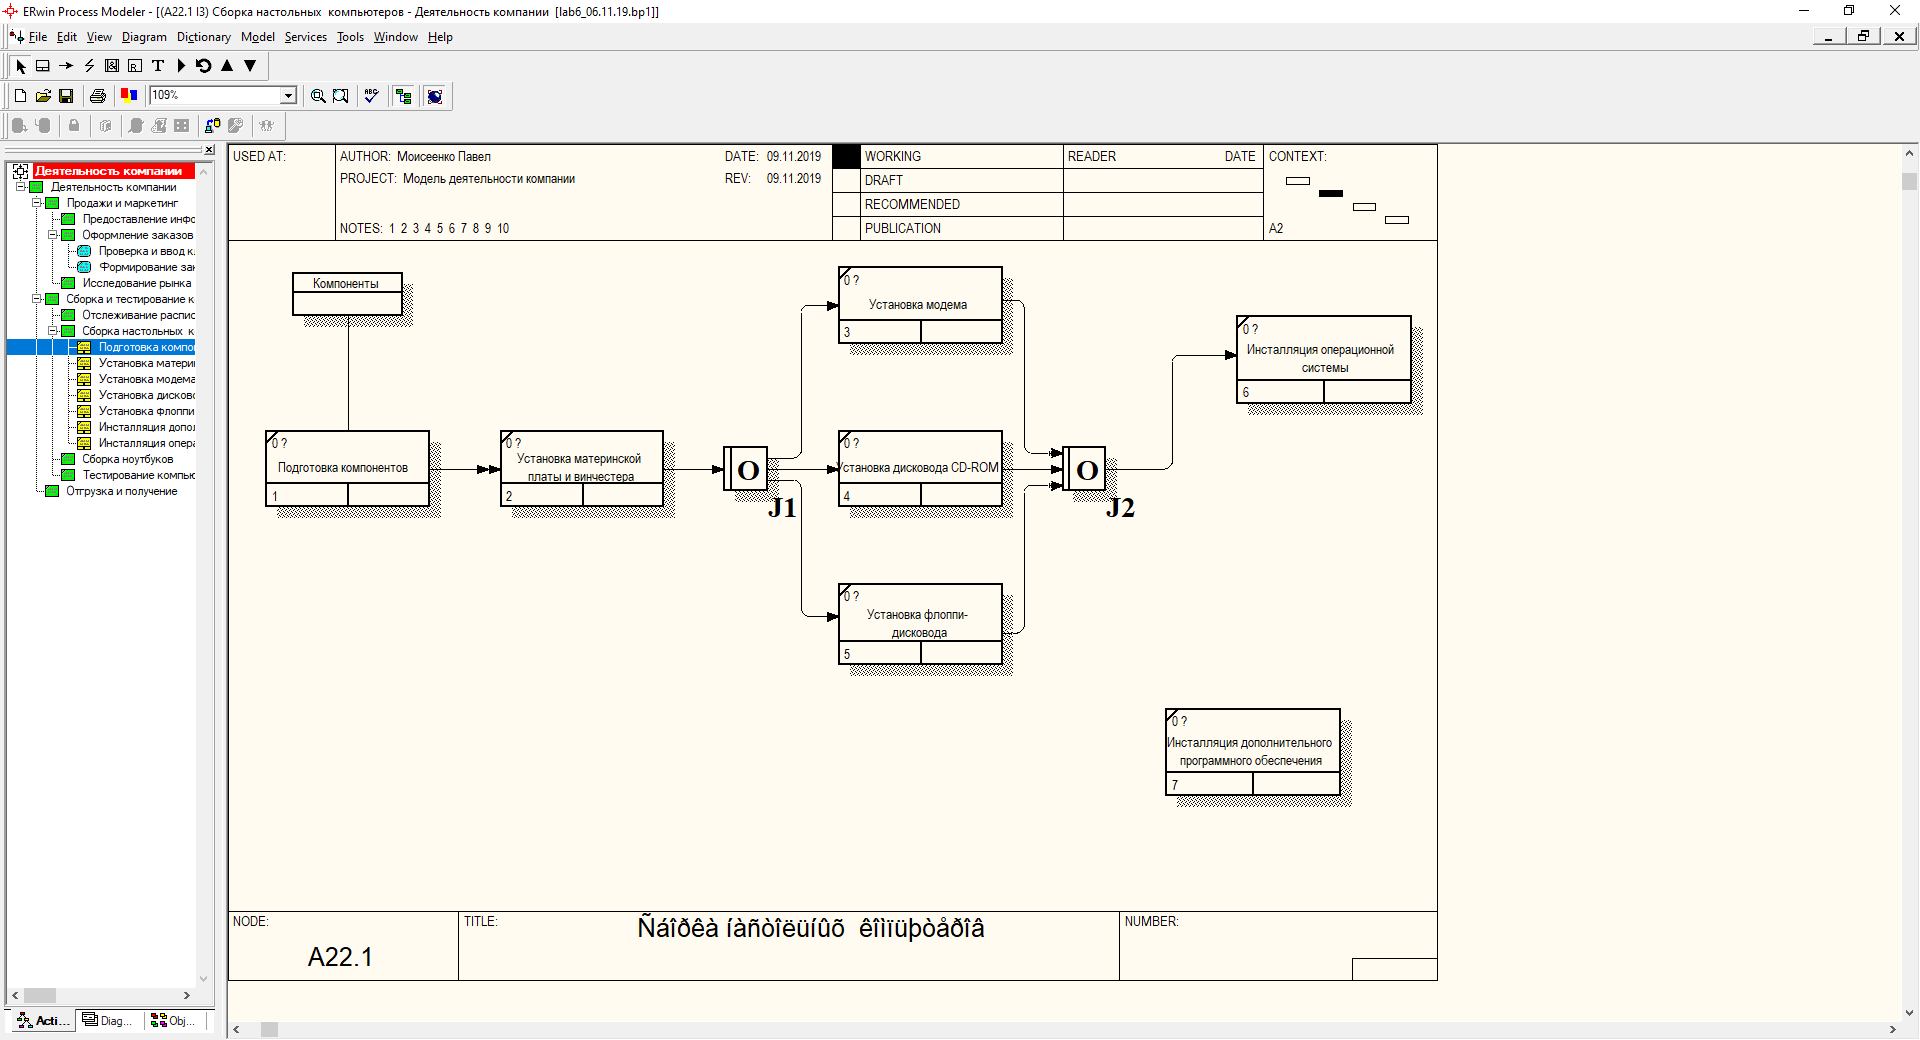 ERwin Process Modeler - [(A22.1 I3) Сборка настольных  компьютеров - Деятельность компании  [lab6_06.11.19.bp1]]
File Edit View Diagram Dictionary Model Services Tools Window Help
109%
Деятельность компании
Деятельность компании
Продажи и маркетинг
Предоставление инфо
Оформление заказов
Проверка и ввод к
Формирование зак
Исследование рынка
Сборка и тестирование к
Отслеживание распис
Сборка настольных  к
Подготовка компо
Установка матери
Установка модема
Установка дисково
Установка флоппи
Инсталляция допо
Инсталляция опера
Сборка ноутбуков
Тестирование компью
Отгрузка и получение
Acti... Diag... Obj...
USED AT:
AUTHOR: Моисеенко Павел
DATE: 09.11.2019
PROJECT: Модель деятельности компании
REV: 09.11.2019
NOTES: 1 2 3 4 5 6 7 8 9 10
WORKING
DRAFT
RECOMMENDED
PUBLICATION
READER DATE
CONTEXT:
A2
Компоненты
0 ?
Подготовка компонентов
1
0 ?
Установка материнской
платы и винчестера
2
O
J1
0 ?
Установка модема
3
0 ?
Установка дисковода CD-ROM
4
0 ?
Установка флоппи-
дисковода
5
O
J2
0 ?
Инсталляция операционной
системы
6
0 ?
Инсталляция дополнительного
программного обеспечения
7
NODE:
A22.1
TITLE:
Ñáîðêà íàñòîëüíûõ  êîìïüþòåðîâ
NUMBER: